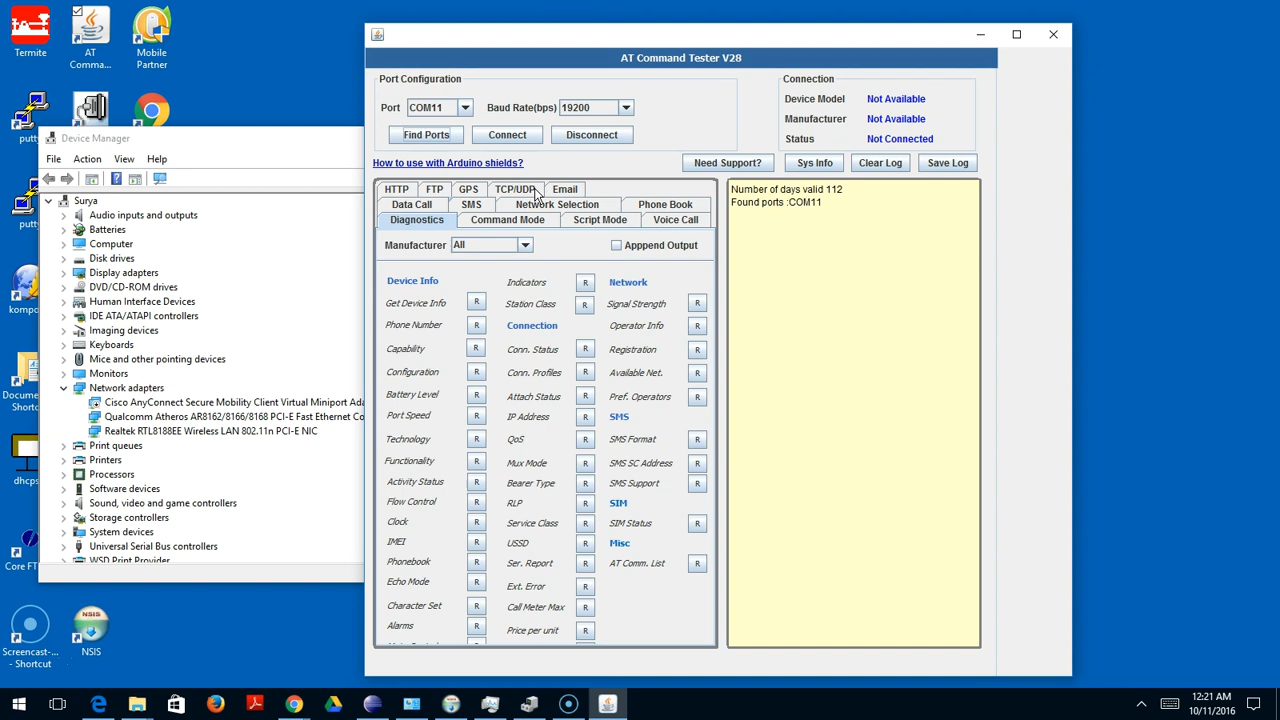 Termite
AT
Comma...
Mobile
Partner
putty
putty
Device Manager
File Action View Help
Surya
Audio inputs and outputs
Batteries
Computer
Disk drives
Display adapters
DVD/CD-ROM drives
Human Interface Devices
IDE ATA/ATAPI controllers
Imaging devices
Keyboards
Mice and other pointing devices
Monitors
Network adapters
Cisco AnyConnect Secure Mobility Client Virtual Miniport Ada
Qualcomm Atheros AR8162/8166/8168 PCI-E Fast Ethernet Co
Realtek RTL8188EE Wireless LAN 802.11n PCI-E NIC
Print queues
Printers
Processors
Software devices
Sound, video and game controllers
Storage controllers
System devices
Universal Serial Bus controllers
WSD Print Provider
Screencast-...
- Shortcut
NSIS
AT Command Tester V28
Port Configuration
Port COM11 Baud Rate(bps) 19200
Find Ports Connect Disconnect
Connection
Device Model Not Available
Manufacturer Not Available
Status Not Connected
How to use with Arduino shields?
Need Support? Sys Info Clear Log Save Log
HTTP FTP GPS TCP/UDP Email
Data Call SMS Network Selection Phone Book
Diagnostics Command Mode Script Mode Voice Call
Manufacturer All Apppend Output
Device Info
Get Device Info R
Phone Number R
Capability R
Configuration R
Battery Level R
Port Speed R
Technology R
Functionality R
Activity Status R
Flow Control R
Clock R
IMEI R
Phonebook R
Echo Mode R
Character Set R
Alarms R
Indicators R
Station Class R
Connection
Conn. Status R
Conn. Profiles R
Attach Status R
IP Address R
QoS R
Mux Mode R
Bearer Type R
RLP R
Service Class R
USSD R
Ser. Report R
Ext. Error R
Call Meter Max R
Price per unit R
Network
Signal Strength R
Operator Info R
Registration R
Available Net. R
Pref. Operators R
SMS
SMS Format R
SMS SC Address R
SMS Support R
SIM
SIM Status R
Misc
AT Comm. List R
Number of days valid 112
Found ports :COM11
12:21 AM
10/11/2016